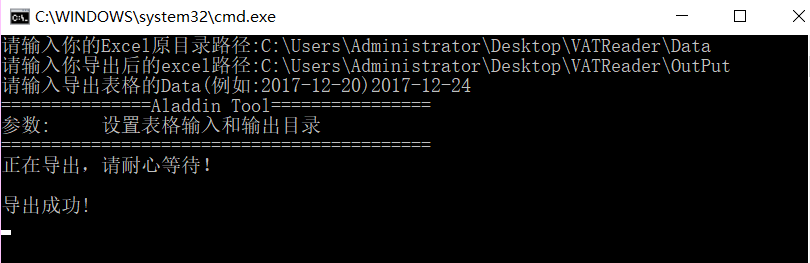 C:\WINDOWS\system32\cmd.exe
请输入你的Excel原目录路径:C:\Users\Administrator\Desktop\VATReader\Data
请输入你导出后的excel路径:C:\Users\Administrator\Desktop\VATReader\OutPut
请输入导出表格的Data(例如:2017-12-20)2017-12-24
===============Aladdin Tool================
参数:     设置表格输入和输出目录
===========================================
正在导出，请耐心等待！
导出成功!